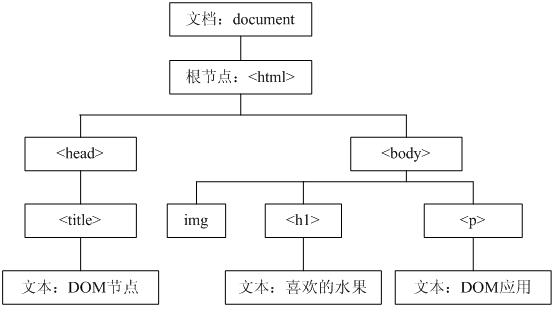 文档：document
根节点：<html>
<head>
<body>
<title>
img
<h1>
<p>
文本：DOM节点
文本：喜欢的水果
文本：DOM应用